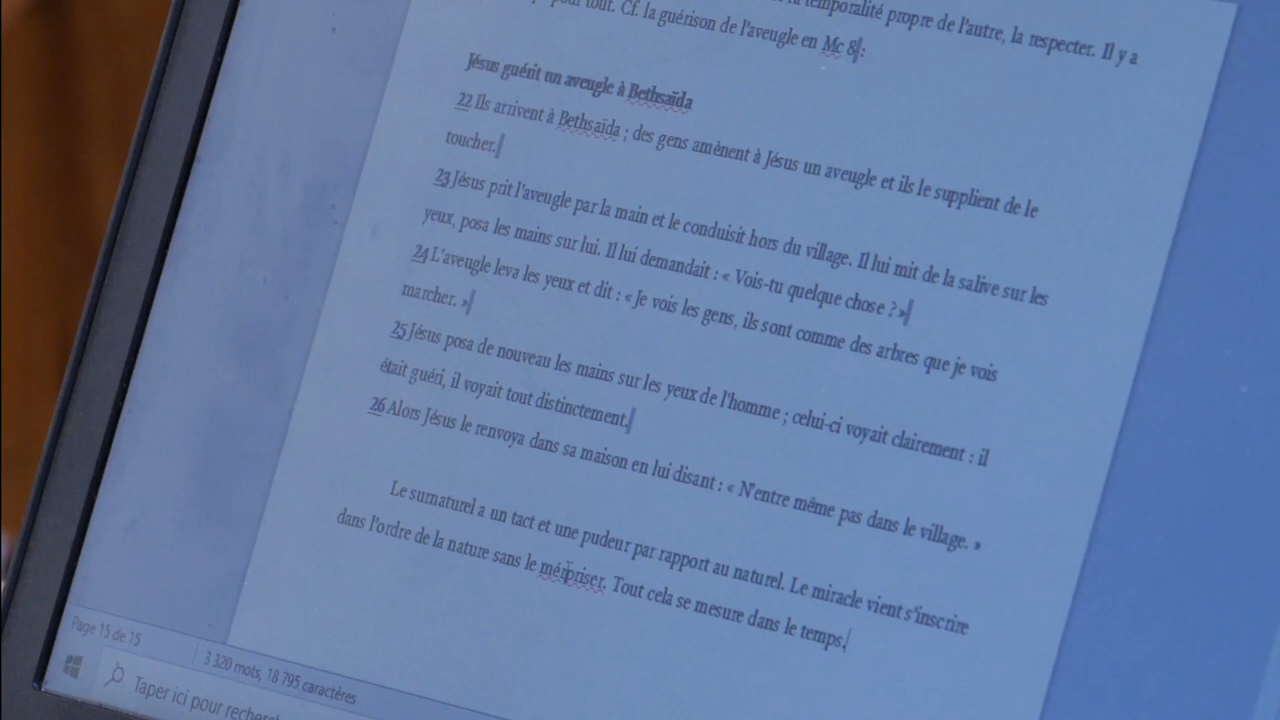 temporalité propre de l'autre, la respecter. Il y a
pour tout. Cf. la guérison de l'aveugle en Mc 8 :
Jésus guérit un aveugle à Bethsaïda
22 Ils arrivent à Bethsaïda ; des gens amènent à Jésus un aveugle et ils le supplient de le
toucher.
23 Jésus prit l'aveugle par la main et le conduisit hors du village. Il lui mit de la salive sur les
yeux, posa les mains sur lui. Il lui demandait : « Vois-tu quelque chose ? »
24 L'aveugle leva les yeux et dit : « Je vois les gens, ils sont comme des arbres que je vois
marcher. »
25 Jésus posa de nouveau les mains sur les yeux de l'homme ; celui-ci voyait clairement : il
était guéri, il voyait tout distinctement.
26 Alors Jésus le renvoya dans sa maison en lui disant : « N'entre même pas dans le village. »
Le surnaturel a un tact et une pudeur par rapport au naturel. Le miracle vient s'inscrire
dans l'ordre de la nature sans le mérpriser. Tout cela se mesure dans le temps.
Page 15 de 15
3 320 mots, 18 795 caractères
Taper ici pour recher